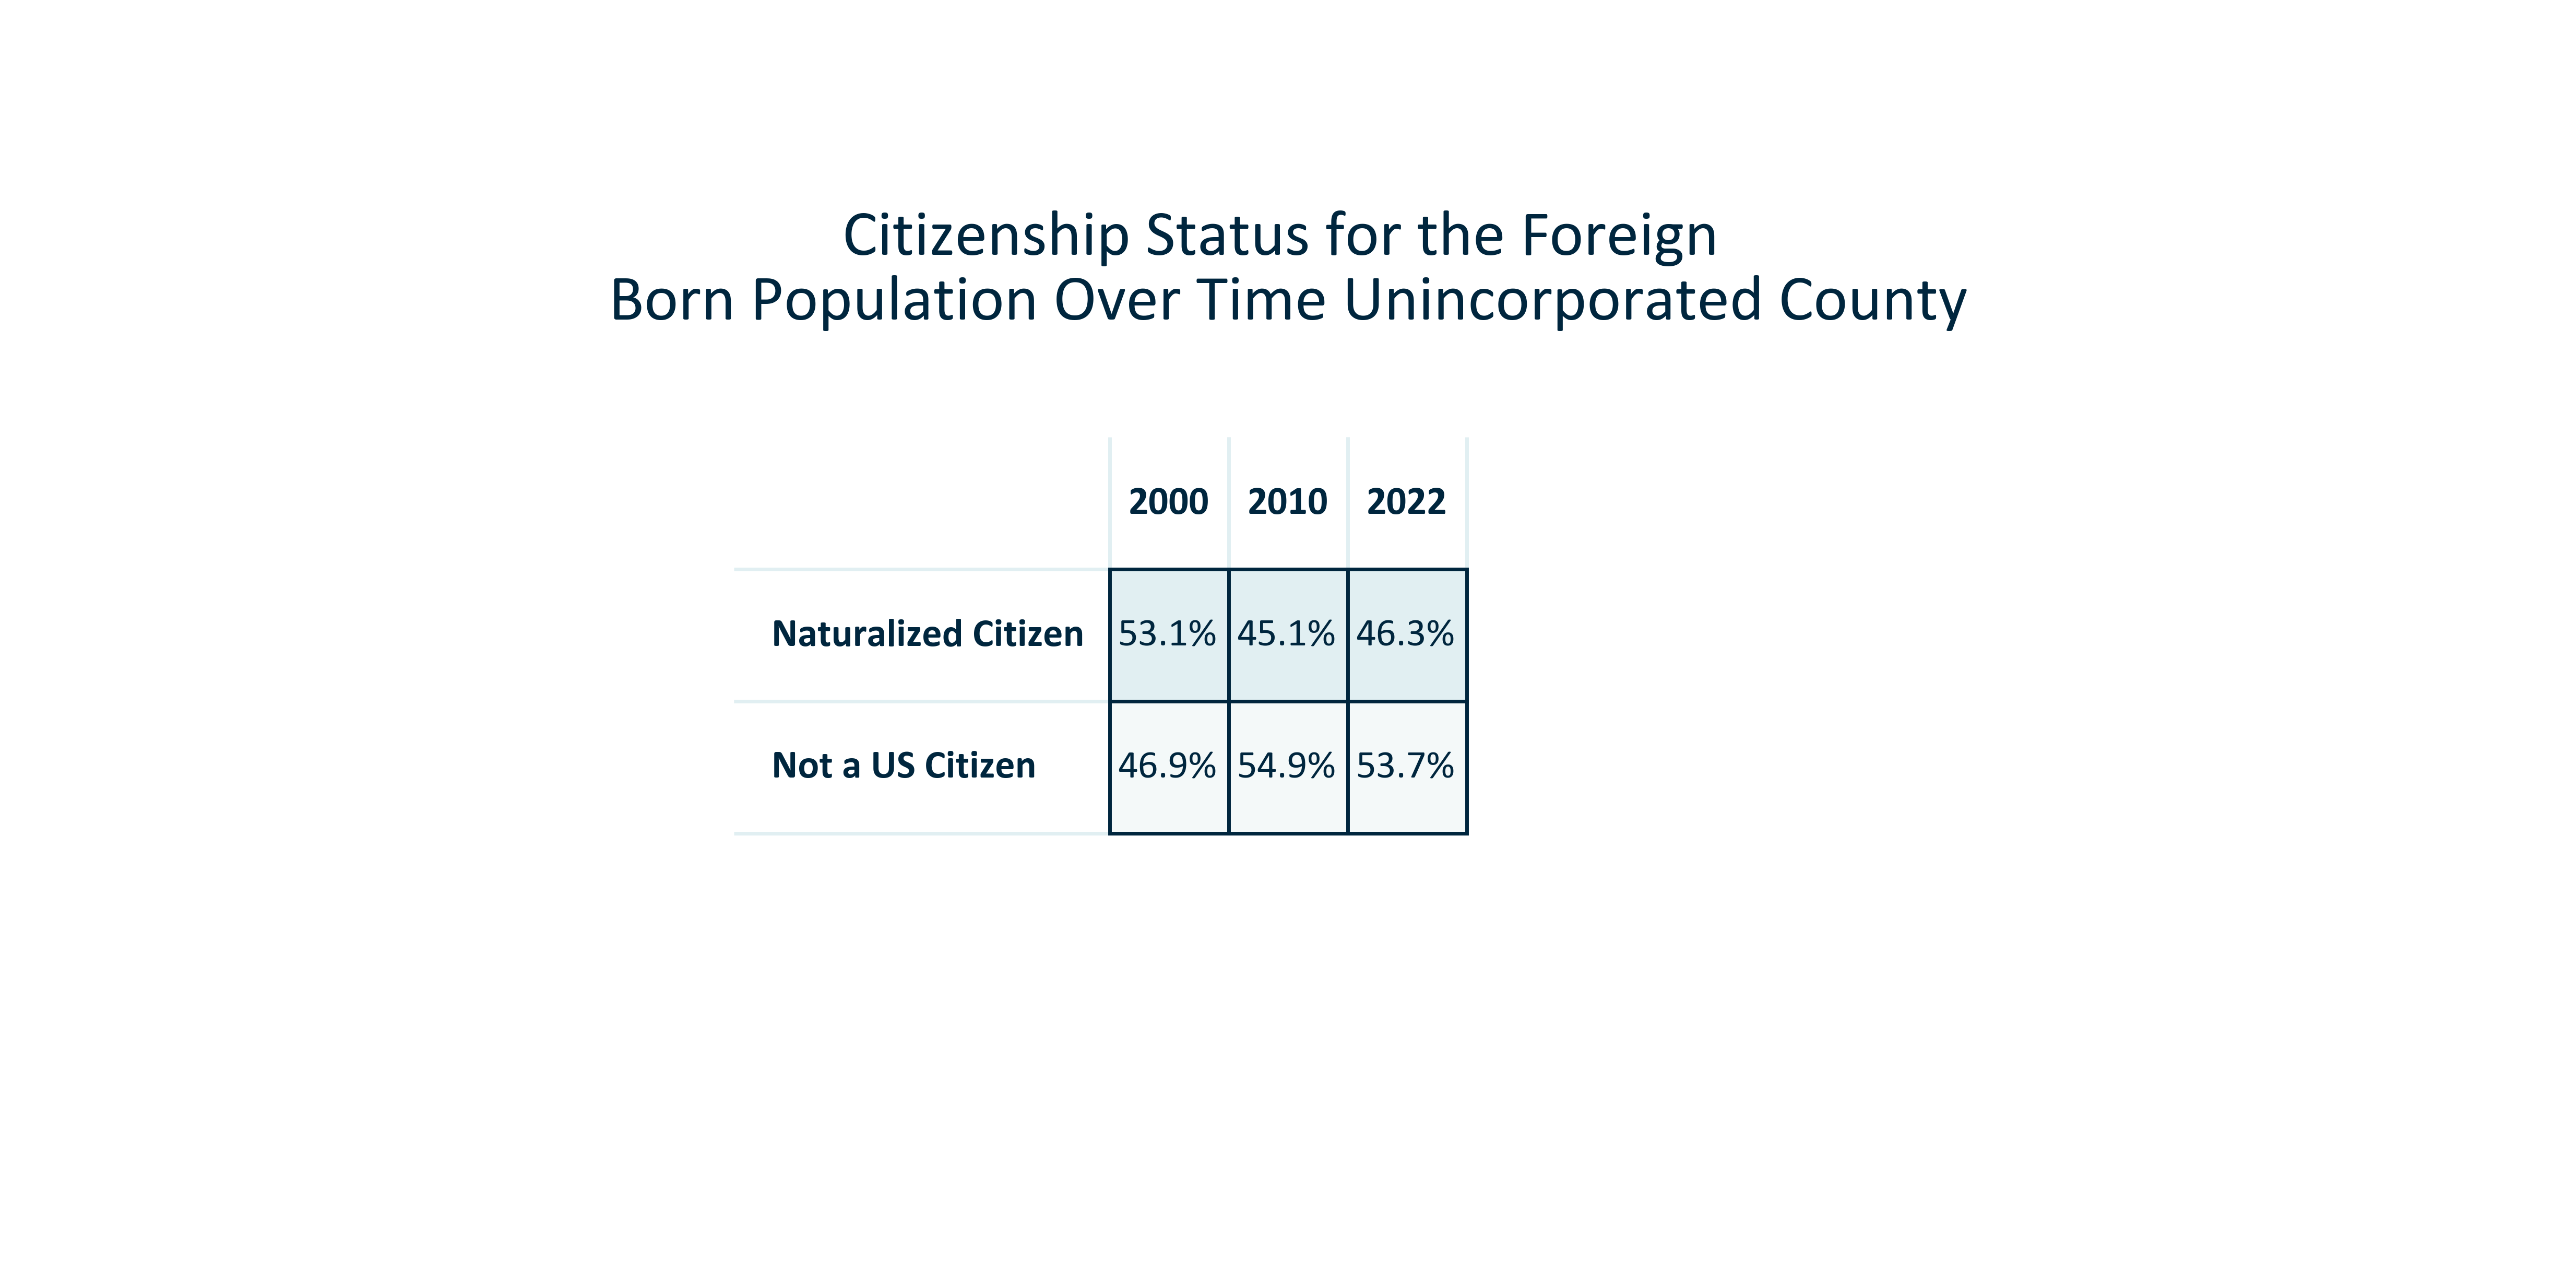 Citizenship Status for the Foreign
Born Population Over Time Unincorporated County
2000 2010 2022
Naturalized Citizen 53.1% 45.1% 46.3%
Not a US Citizen 46.9% 54.9% 53.7%